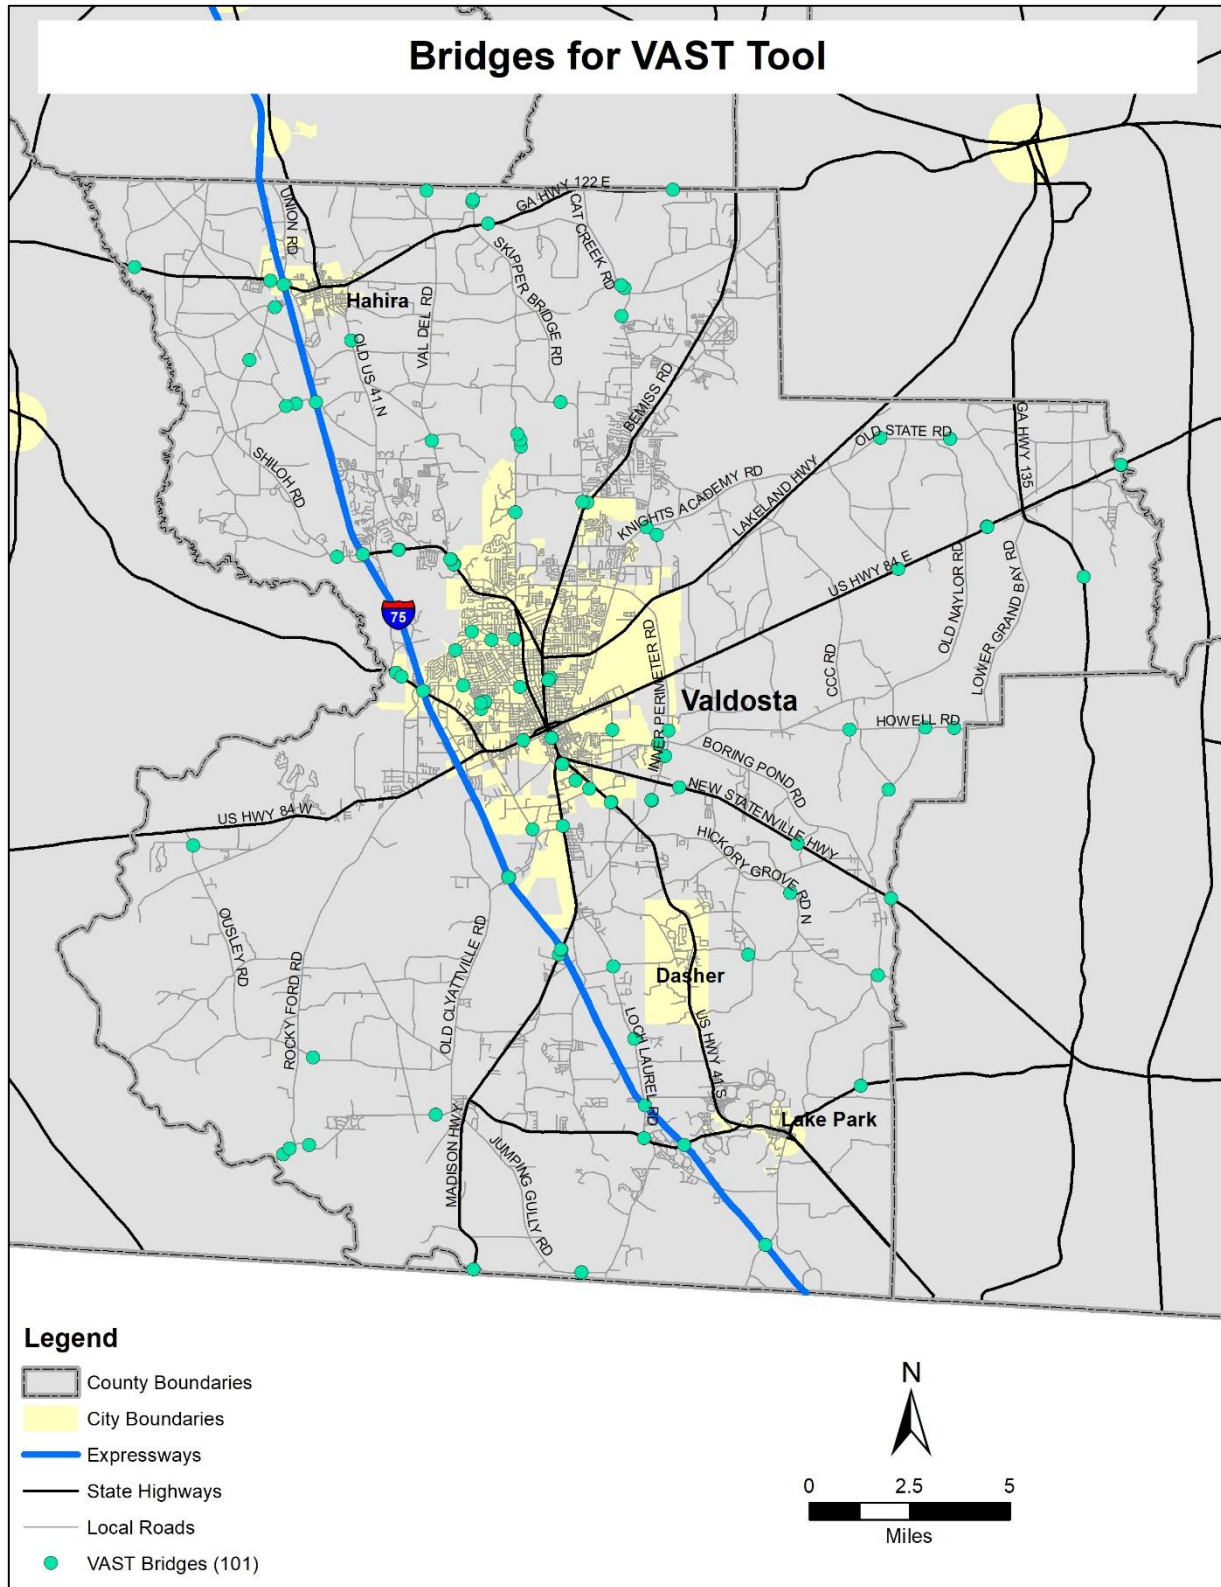 Bridges for VAST Tool
GA HWY 122 E
UNION RD
CAT CREEK RD
SKIPPER BRIDGE RD
Hahira
VAL DEL RD
OLD US 41 N
BEMISS RD
GA HWY 135
OLD STATE RD
SHILOH RD
KNIGHTS ACADEMY RD
LAKELAND HWY
US HWY 84 E
OLD NAYLOR RD
LOWER GRAND BAY RD
75
INNER PERIMETER RD
CCC RD
Valdosta
HOWELL RD
BORING POND RD
NEW STATENVILLE HWY
US HWY 84 W
HICKORY GROVE RD N
OUSLEY RD
ROCKY FORD RD
OLD CLYATTVILLE RD
Dasher
LOCH LAUREL RD
US HWY 41 S
MADISON HWY
JUMPING GULLY RD
Lake Park
Legend
County Boundaries
City Boundaries
Expressways
State Highways
Local Roads
VAST Bridges (101)
N
0 2.5 5
Miles